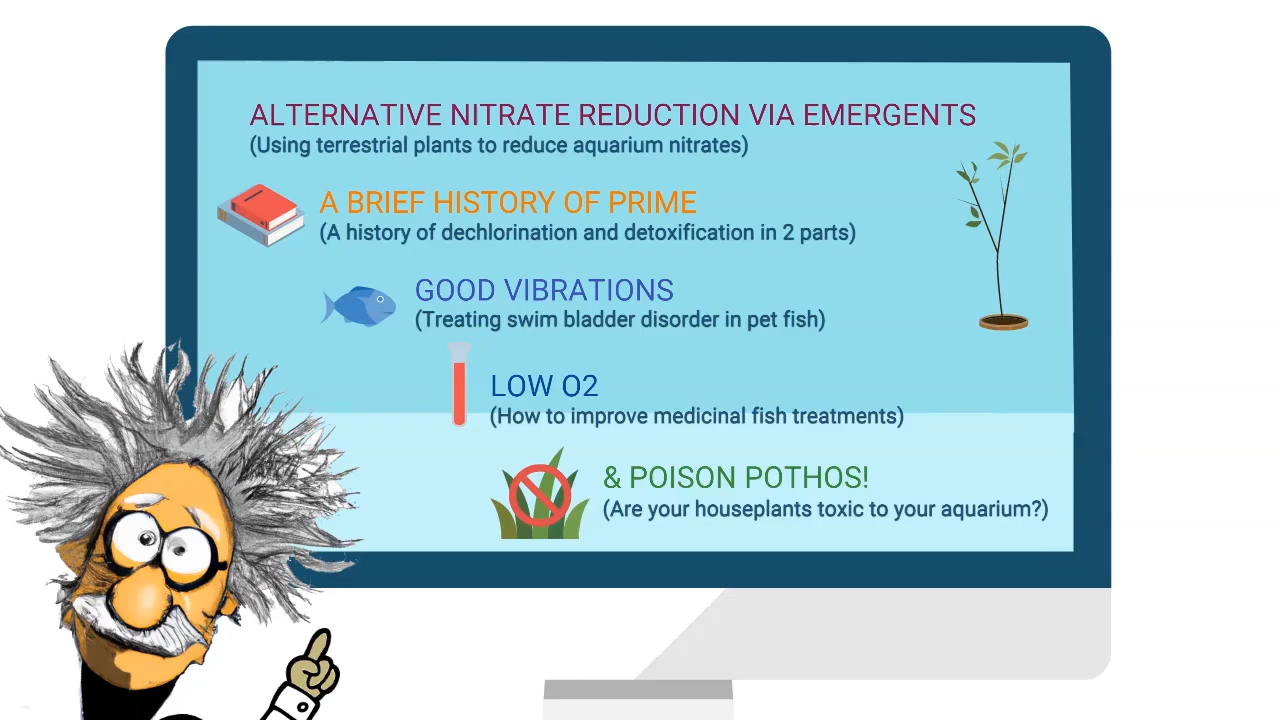 ALTERNATIVE NITRATE REDUCTION VIA EMERGENTS
(Using terrestrial plants to reduce aquarium nitrates)
A BRIEF HISTORY OF PRIME
(A history of dechlorination and detoxification in 2 parts)
GOOD VIBRATIONS
(Treating swim bladder disorder in pet fish)
LOW O2
(How to improve medicinal fish treatments)
& POISON POTHOS!
(Are your houseplants toxic to your aquarium?)